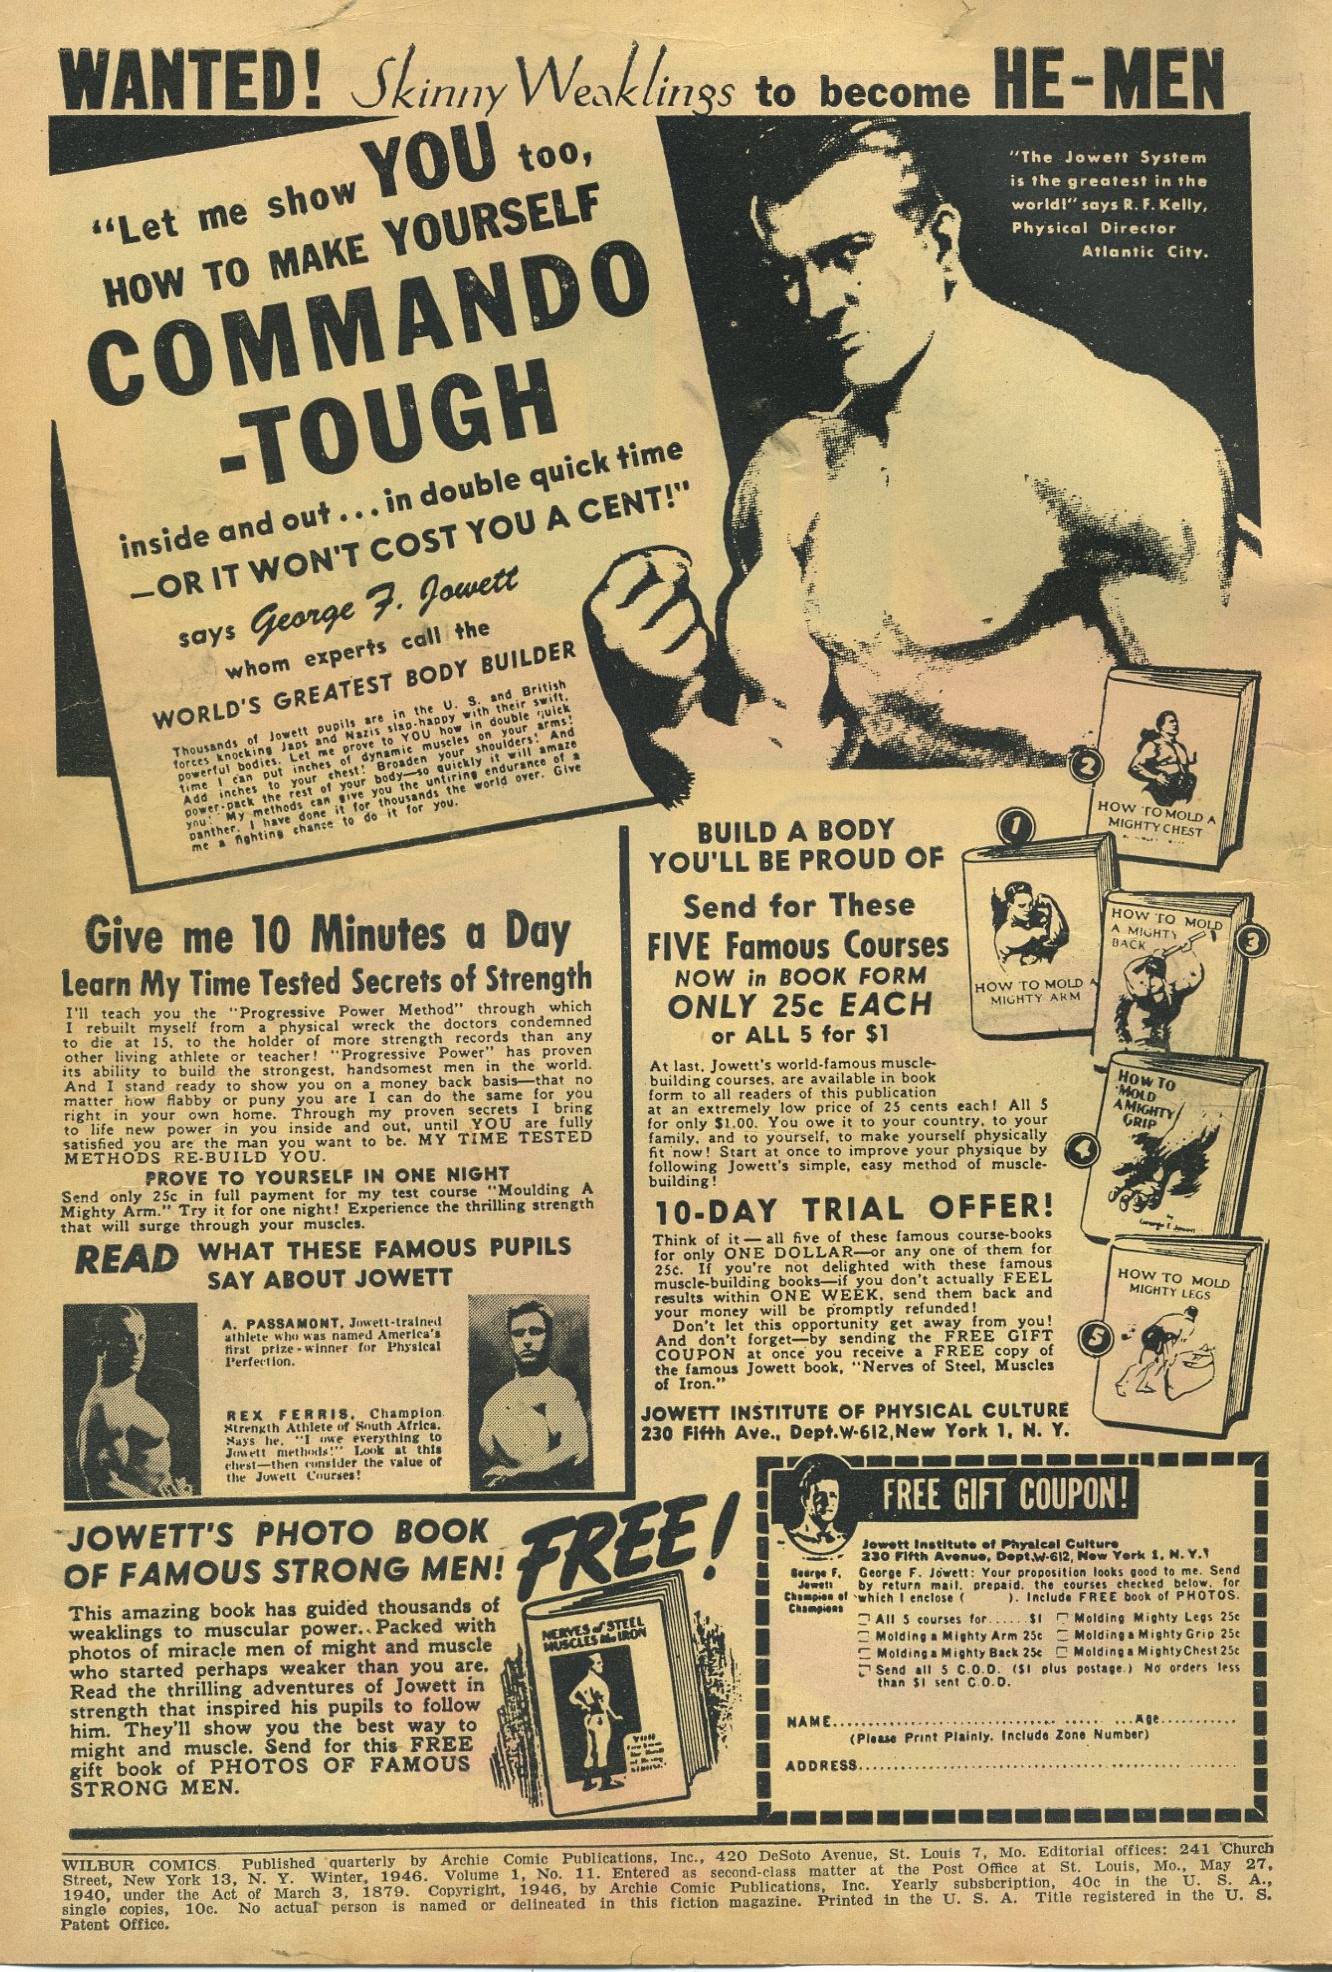 WANTED! Skinny Weaklings to become HE-MEN
"Let me show YOU too,
HOW TO MAKE YOURSELF
COMMANDO
-TOUGH
inside and out... in double quick time
—OR IT WON'T COST YOU A CENT!"
says George F. Jowett
whom experts call the
WORLD'S GREATEST BODY BUILDER
Thousands of Jowett pupils are in the U. S. and British
forces knocking Japs and Nazis slap-happy with their swift,
powerful bodies. Let me prove to YOU how in double quick
time I can put inches of dynamic muscles on your arms!
Add inches to your chest! Broaden your shoulders! And
power-pack the rest of your body—so quickly it will amaze
you! My methods can give you the untiring endurance of a
panther. I have done it for thousands the world over. Give
me a fighting chance to do it for you.
"The Jowett System
is the greatest in the
world!" says R. F. Kelly,
Physical Director
Atlantic City.
Give me 10 Minutes a Day
Learn My Time Tested Secrets of Strength
I'll teach you the "Progressive Power Method" through which
I rebuilt myself from a physical wreck the doctors condemned
to die at 15, to the holder of more strength records than any
other living athlete or teacher! "Progressive Power" has proven
its ability to build the strongest, handsomest men in the world.
And I stand ready to show you on a money back basis—that no
matter how flabby or puny you are I can do the same for you
right in your own home. Through my proven secrets I bring
to life new power in you inside and out, until YOU are fully
satisfied you are the man you want to be. MY TIME TESTED
METHODS RE-BUILD YOU.
PROVE TO YOURSELF IN ONE NIGHT
Send only 25c in full payment for my test course "Moulding A
Mighty Arm." Try it for one night! Experience the thrilling strength
that will surge through your muscles.
READ WHAT THESE FAMOUS PUPILS
SAY ABOUT JOWETT
A. PASSAMONT, Jowett-trained
athlete who was named America's
first prize-winner for Physical
Perfection.
REX FERRIS, Champion
Strength Athlete of South Africa.
Says he, "I owe everything to
Jowett methods!" Look at this
chest—then consider the value of
the Jowett Courses!
BUILD A BODY
YOU'LL BE PROUD OF
Send for These
FIVE Famous Courses
NOW in BOOK FORM
ONLY 25c EACH
or ALL 5 for $1
At last, Jowett's world-famous muscle-
building courses, are available in book
form to all readers of this publication
at an extremely low price of 25 cents each! All 5
for only $1.00. You owe it to your country, to your
family, and to yourself, to make yourself physically
fit now! Start at once to improve your physique by
following Jowett's simple, easy method of muscle-
building!
1
HOW TO MOLD A
MIGHTY ARM
2
HOW TO MOLD A
MIGHTY CHEST
3
HOW TO MOLD
A MIGHTY
BACK
4
HOW TO
MOLD
A MIGHTY
GRIP
by
George F. Jowett
5
HOW TO MOLD
MIGHTY LEGS
10-DAY TRIAL OFFER!
Think of it—all five of these famous course-books
for only ONE DOLLAR—or any one of them for
25c. If you're not delighted with these famous
muscle-building books—if you don't actually FEEL
results within ONE WEEK, send them back and
your money will be promptly refunded!
Don't let this opportunity get away from you!
And don't forget—by sending the FREE GIFT
COUPON at once you receive a FREE copy of
the famous Jowett book, "Nerves of Steel, Muscles
of Iron."
JOWETT INSTITUTE OF PHYSICAL CULTURE
230 Fifth Ave., Dept.W-612, New York 1, N. Y.
JOWETT'S PHOTO BOOK
OF FAMOUS STRONG MEN!
FREE!
This amazing book has guided thousands of
weaklings to muscular power.. Packed with
photos of miracle men of might and muscle
who started perhaps weaker than you are.
Read the thrilling adventures of Jowett in
strength that inspired his pupils to follow
him. They'll show you the best way to
might and muscle. Send for this FREE
gift book of PHOTOS OF FAMOUS
STRONG MEN.
NERVES of STEEL
MUSCLES like IRON
FREE GIFT COUPON!
George F.
Jowett
Champion of
Champions
Jowett Institute of Physical Culture
230 Fifth Avenue, Dept.W-612, New York 1, N.Y.
George F. Jowett: Your proposition looks good to me. Send
by return mail, prepaid, the courses checked below, for
which I enclose ( ). Include FREE book of PHOTOS.
All 5 courses for......$1 Molding Mighty Legs 25c
Molding a Mighty Arm 25c Molding a Mighty Grip 25c
Molding a Mighty Back 25c Molding a Mighty Chest 25c
Send all 5 C.O.D. ($1 plus postage.) No orders less
than $1 sent C.O.D.
NAME.................................Age...........
(Please Print Plainly. Include Zone Number)
ADDRESS.................................
WILBUR COMICS. Published quarterly by Archie Comic Publications, Inc., 420 DeSoto Avenue, St. Louis 7, Mo. Editorial offices: 241 Church
Street, New York 13, N. Y. Winter, 1946. Volume 1, No. 11. Entered as second-class matter at the Post Office at St. Louis, Mo., May 27,
1940, under the Act of March 3, 1879. Copyright, 1946, by Archie Comic Publications, Inc. Yearly subsbcription, 40c in the U. S. A.,
single copies, 10c. No actual person is named or delineated in this fiction magazine. Printed in the U. S. A. Title registered in the U. S.
Patent Office.